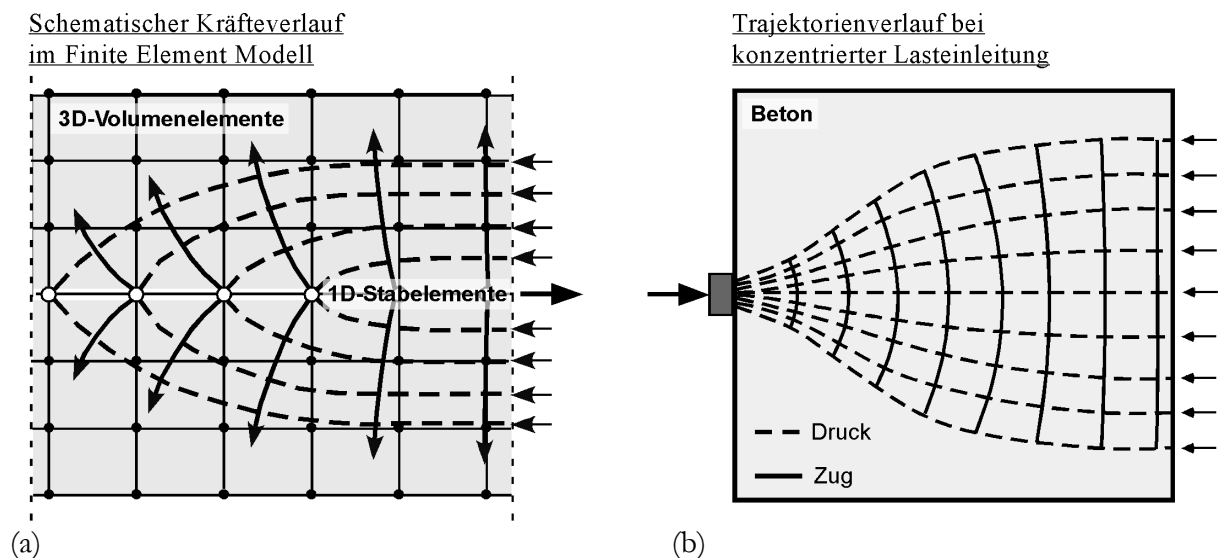 Schematischer Kräfteverlauf
im Finite Element Modell
3D-Volumenelemente
1D-Stabelemente
(a)
Trajektorienverlauf bei
konzentrierter Lasteinleitung
Beton
Druck
Zug
(b)